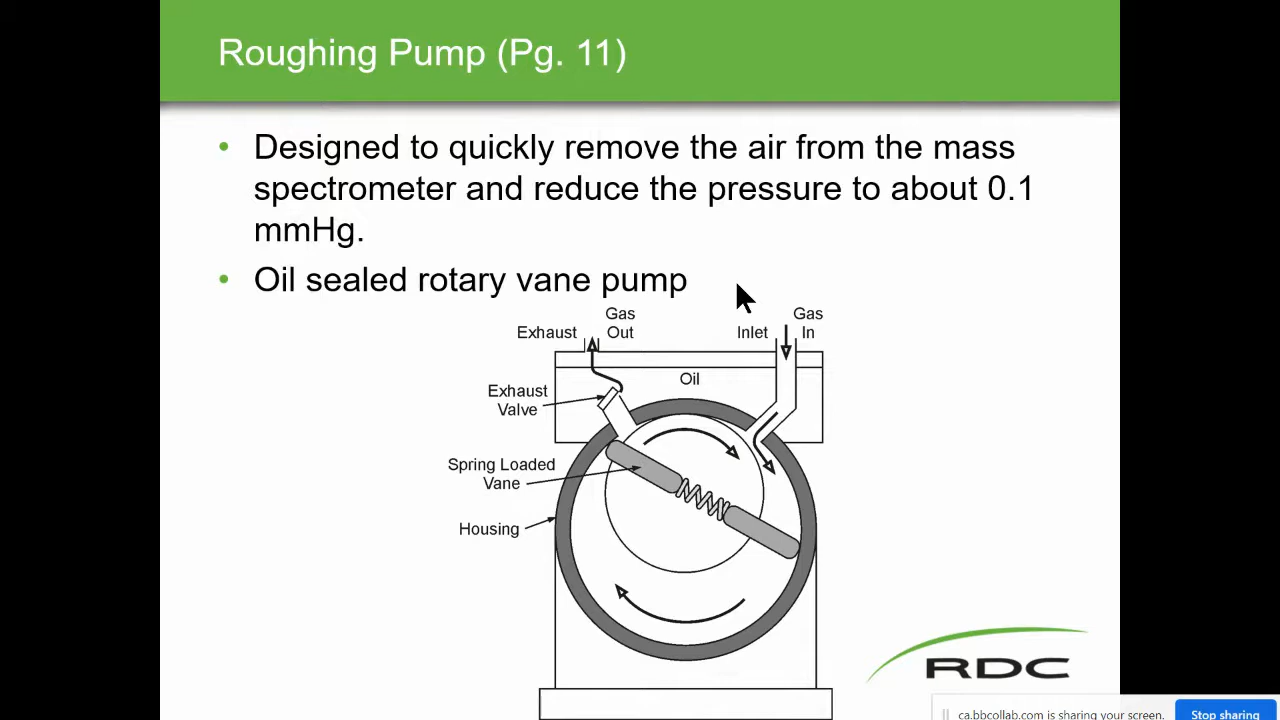 Roughing Pump (Pg. 11)
• Designed to quickly remove the air from the mass
spectrometer and reduce the pressure to about 0.1
mmHg.
• Oil sealed rotary vane pump
Gas
Out
Exhaust
Inlet
Gas
In
Oil
Exhaust
Valve
Spring Loaded
Vane
Housing
RDC
ca.bbcollab.com is sharing your screen.
Stop sharing